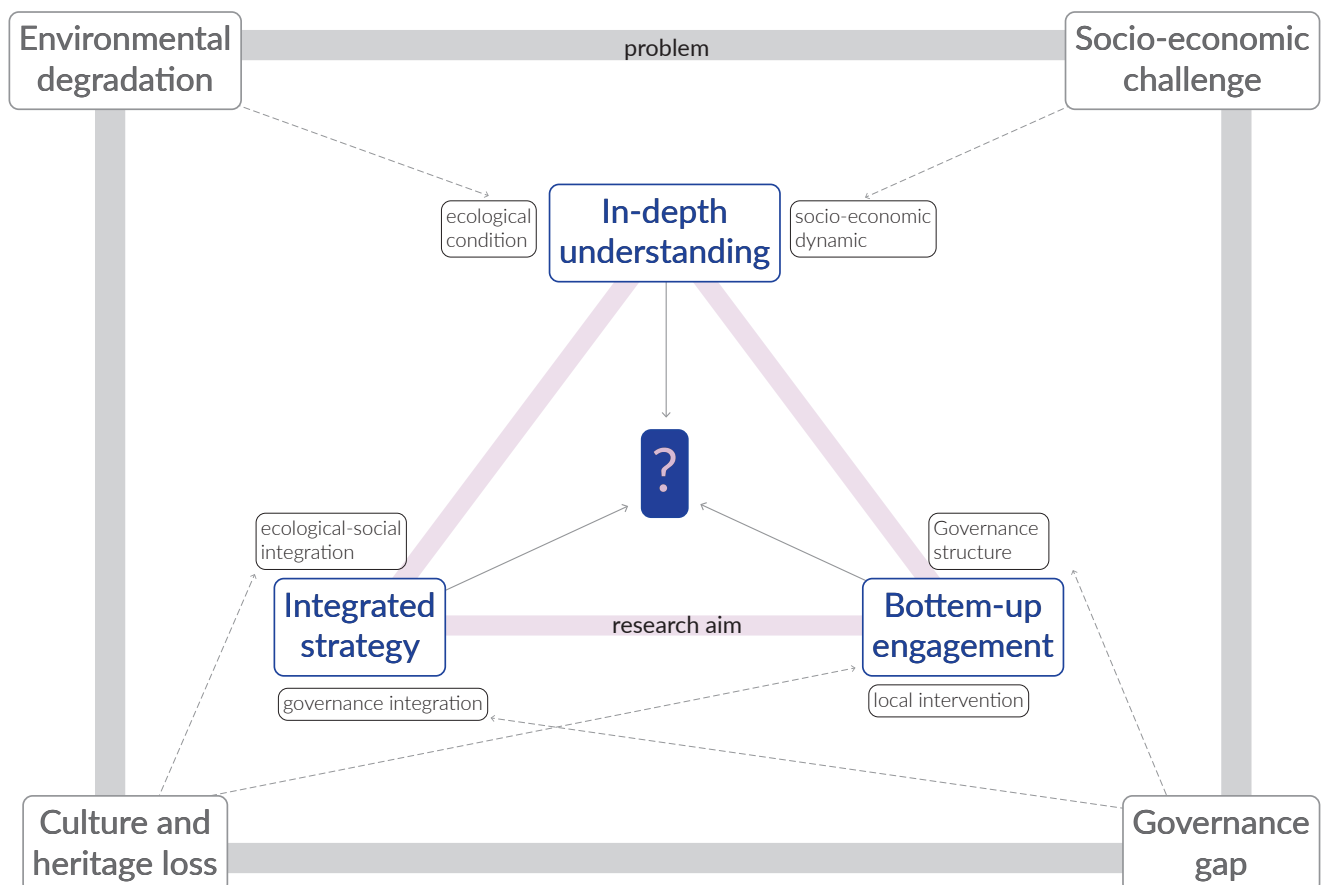 Environmental
degradation
problem
Socio-economic
challenge
ecological
condition
In-depth
understanding
socio-economic
dynamic
?
ecological-social
integration
Governance
structure
Integrated
strategy
research aim
Bottem-up
engagement
governance integration
local intervention
Culture and
heritage loss
Governance
gap